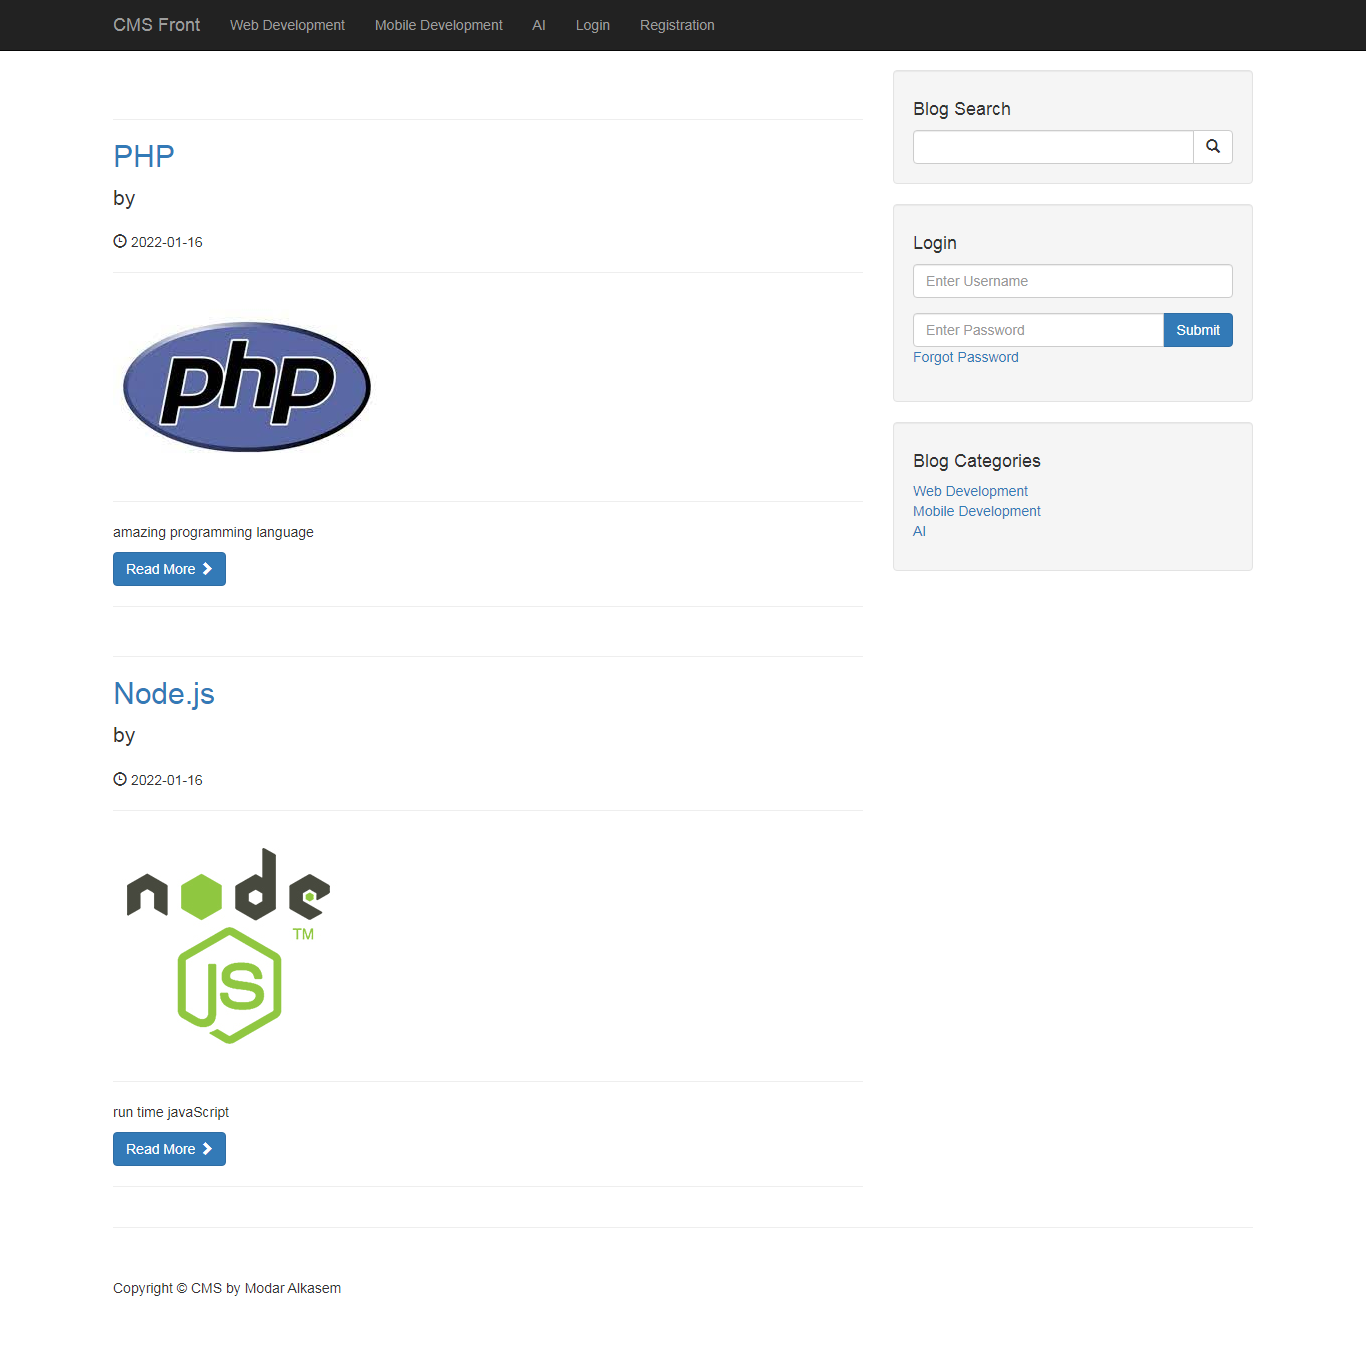 CMS Front Web Development Mobile Development AI Login Registration
PHP
by
2022-01-16
php
amazing programming language
Read More
Node.js
by
2022-01-16
node
TM
JS
run time javaScript
Read More
Blog Search
Login
Enter Username
Enter Password Submit
Forgot Password
Blog Categories
Web Development
Mobile Development
AI
Copyright © CMS by Modar Alkasem